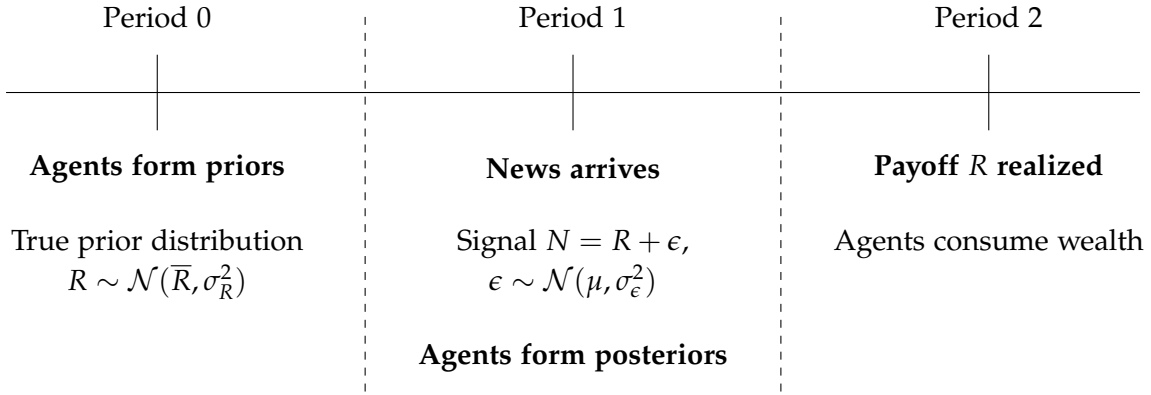 Period 0
Period 1
Period 2
Agents form priors
News arrives
Payoff R realized
True prior distribution
R ∼ 𝒩(R̅, σ_R^2)
Signal N = R + ϵ,
ϵ ∼ 𝒩(μ, σ_ϵ^2)
Agents consume wealth
Agents form posteriors